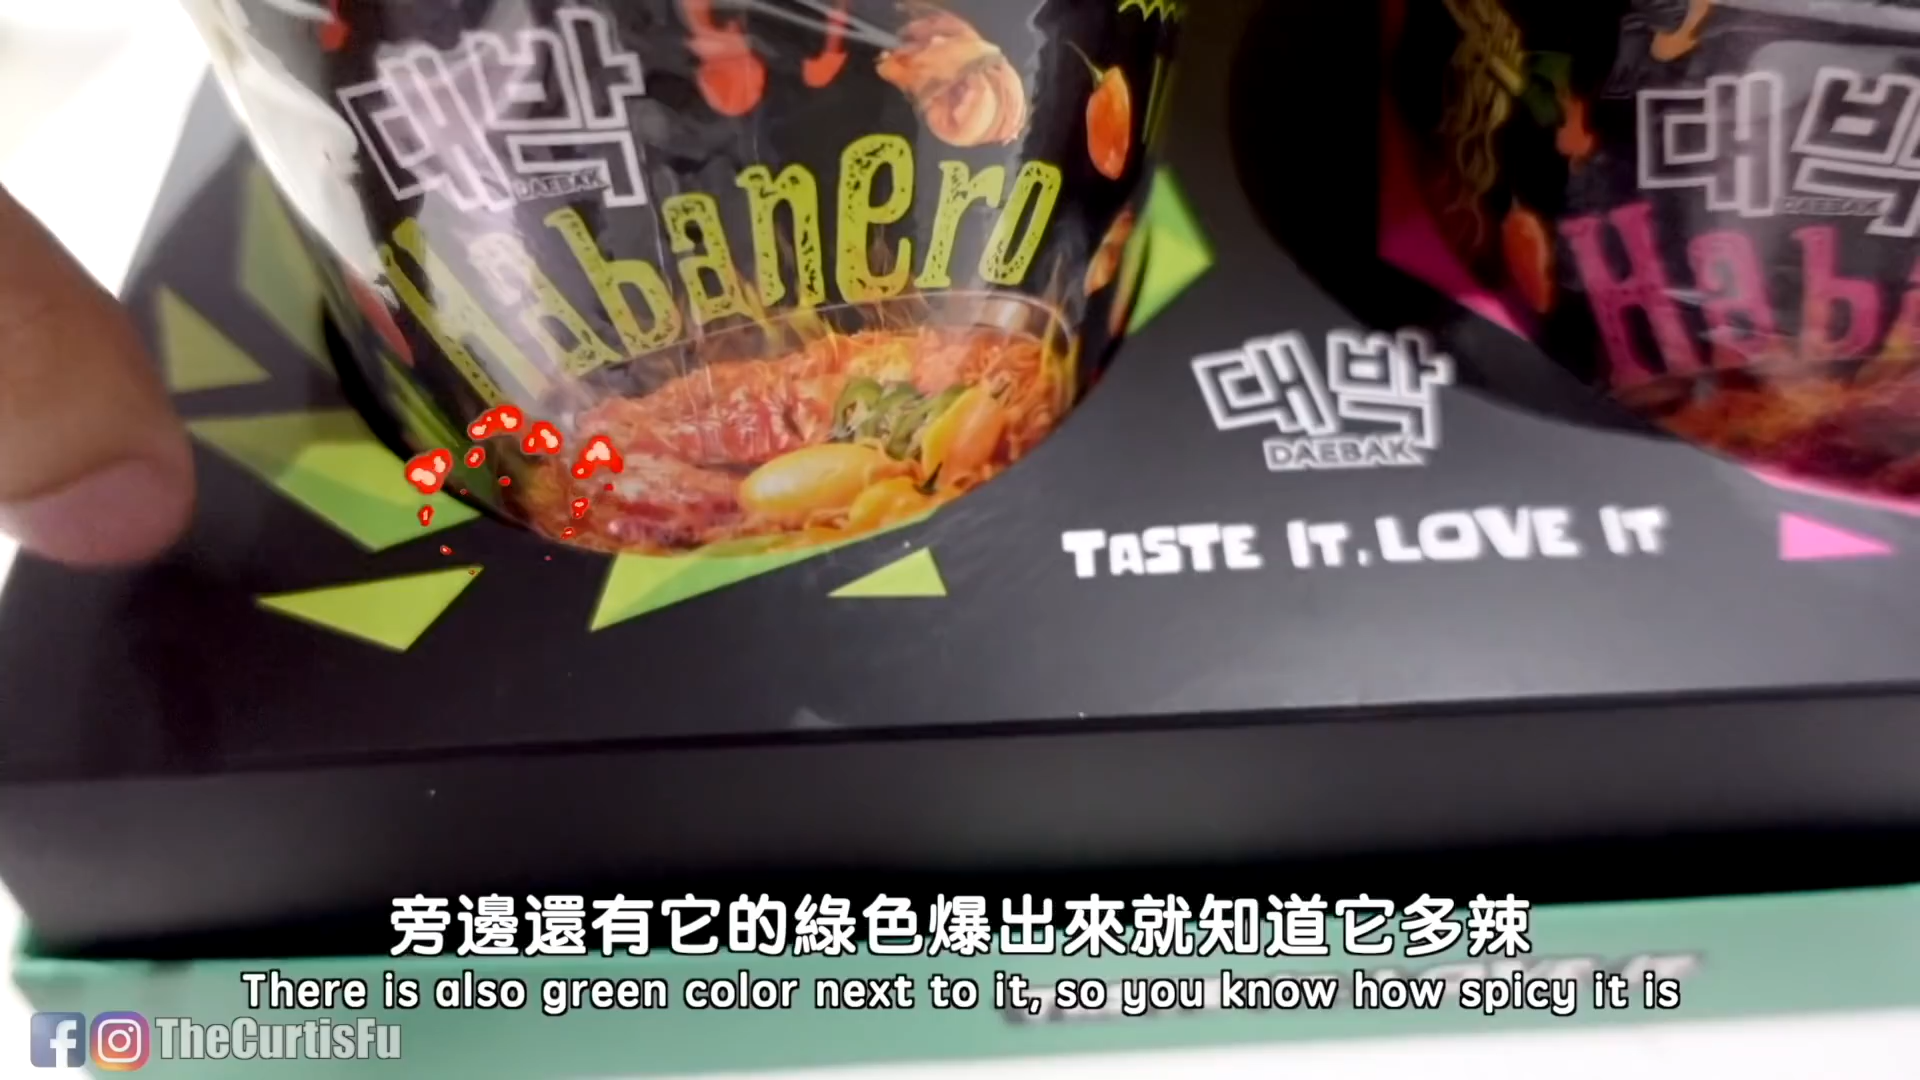 대박
DAEBAK
Habanero
대박
DAEBAK
Hab
대박
DAEBAK
TASTE IT, LOVE IT
旁邊還有它的綠色爆出來就知道它多辣
There is also green color next to it, so you know how spicy it is
TheCurtisFu